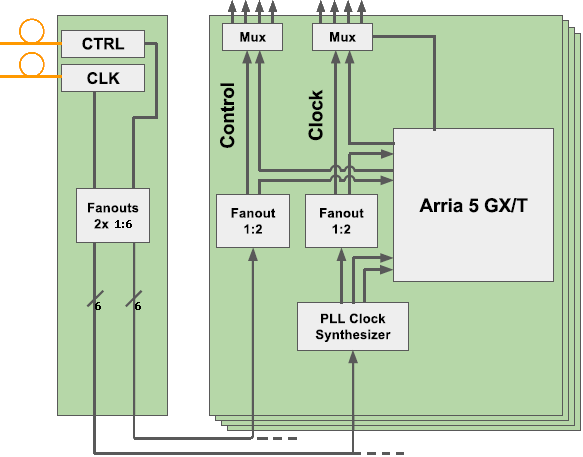 CTRL
CLK
Fanouts
2x 1:6
6
6
Mux
Mux
Control
Clock
Arria 5 GX/T
Fanout
1:2
Fanout
1:2
PLL Clock
Synthesizer